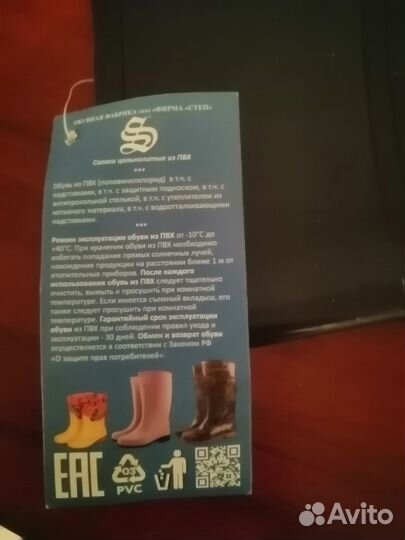 ОБУВНАЯ ФАБРИКА ООО «ФИРМА «СТЕП»
S
Сапоги цельнолитые из ПВХ
***
Обувь из ПВХ (поливинилхлорид) в т.ч. с
надставками, в т.ч. с защитным подноском, в т.ч. с
антипрокольной стелькой, в т.ч. с утеплителем из
нетканого материала, в т.ч. с водоотталкивающими
надставками.
***
Режим эксплуатации обуви из ПВХ от -10°С до
+40°С. При хранении обуви из ПВХ необходимо
избегать попадания прямых солнечных лучей,
нахождения продукции на расстоянии ближе 1 м от
отопительных приборов. После каждого
использования обувь из ПВХ следует тщательно
очистить, вымыть и просушить при комнатной
температуре. Если имеется съемный вкладыш, его
также следует просушить при комнатной
температуре. Гарантийный срок эксплуатации
обуви из ПВХ при соблюдении правил ухода и
эксплуатации - 30 дней. Обмен и возврат обуви
осуществляется в соответствии с Законом РФ
«О защите прав потребителей».
ЕАС
03
PVC
Avito